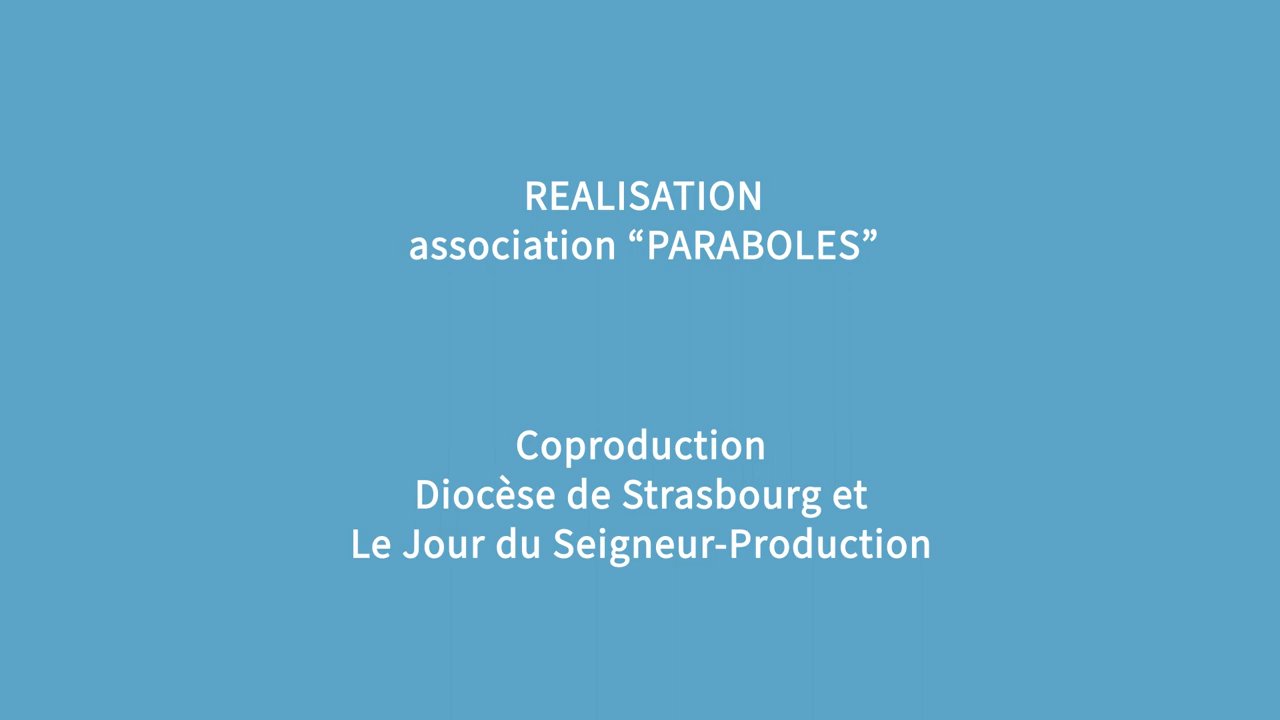 REALISATION
association “PARABOLES”
Coproduction
Diocèse de Strasbourg et
Le Jour du Seigneur-Production